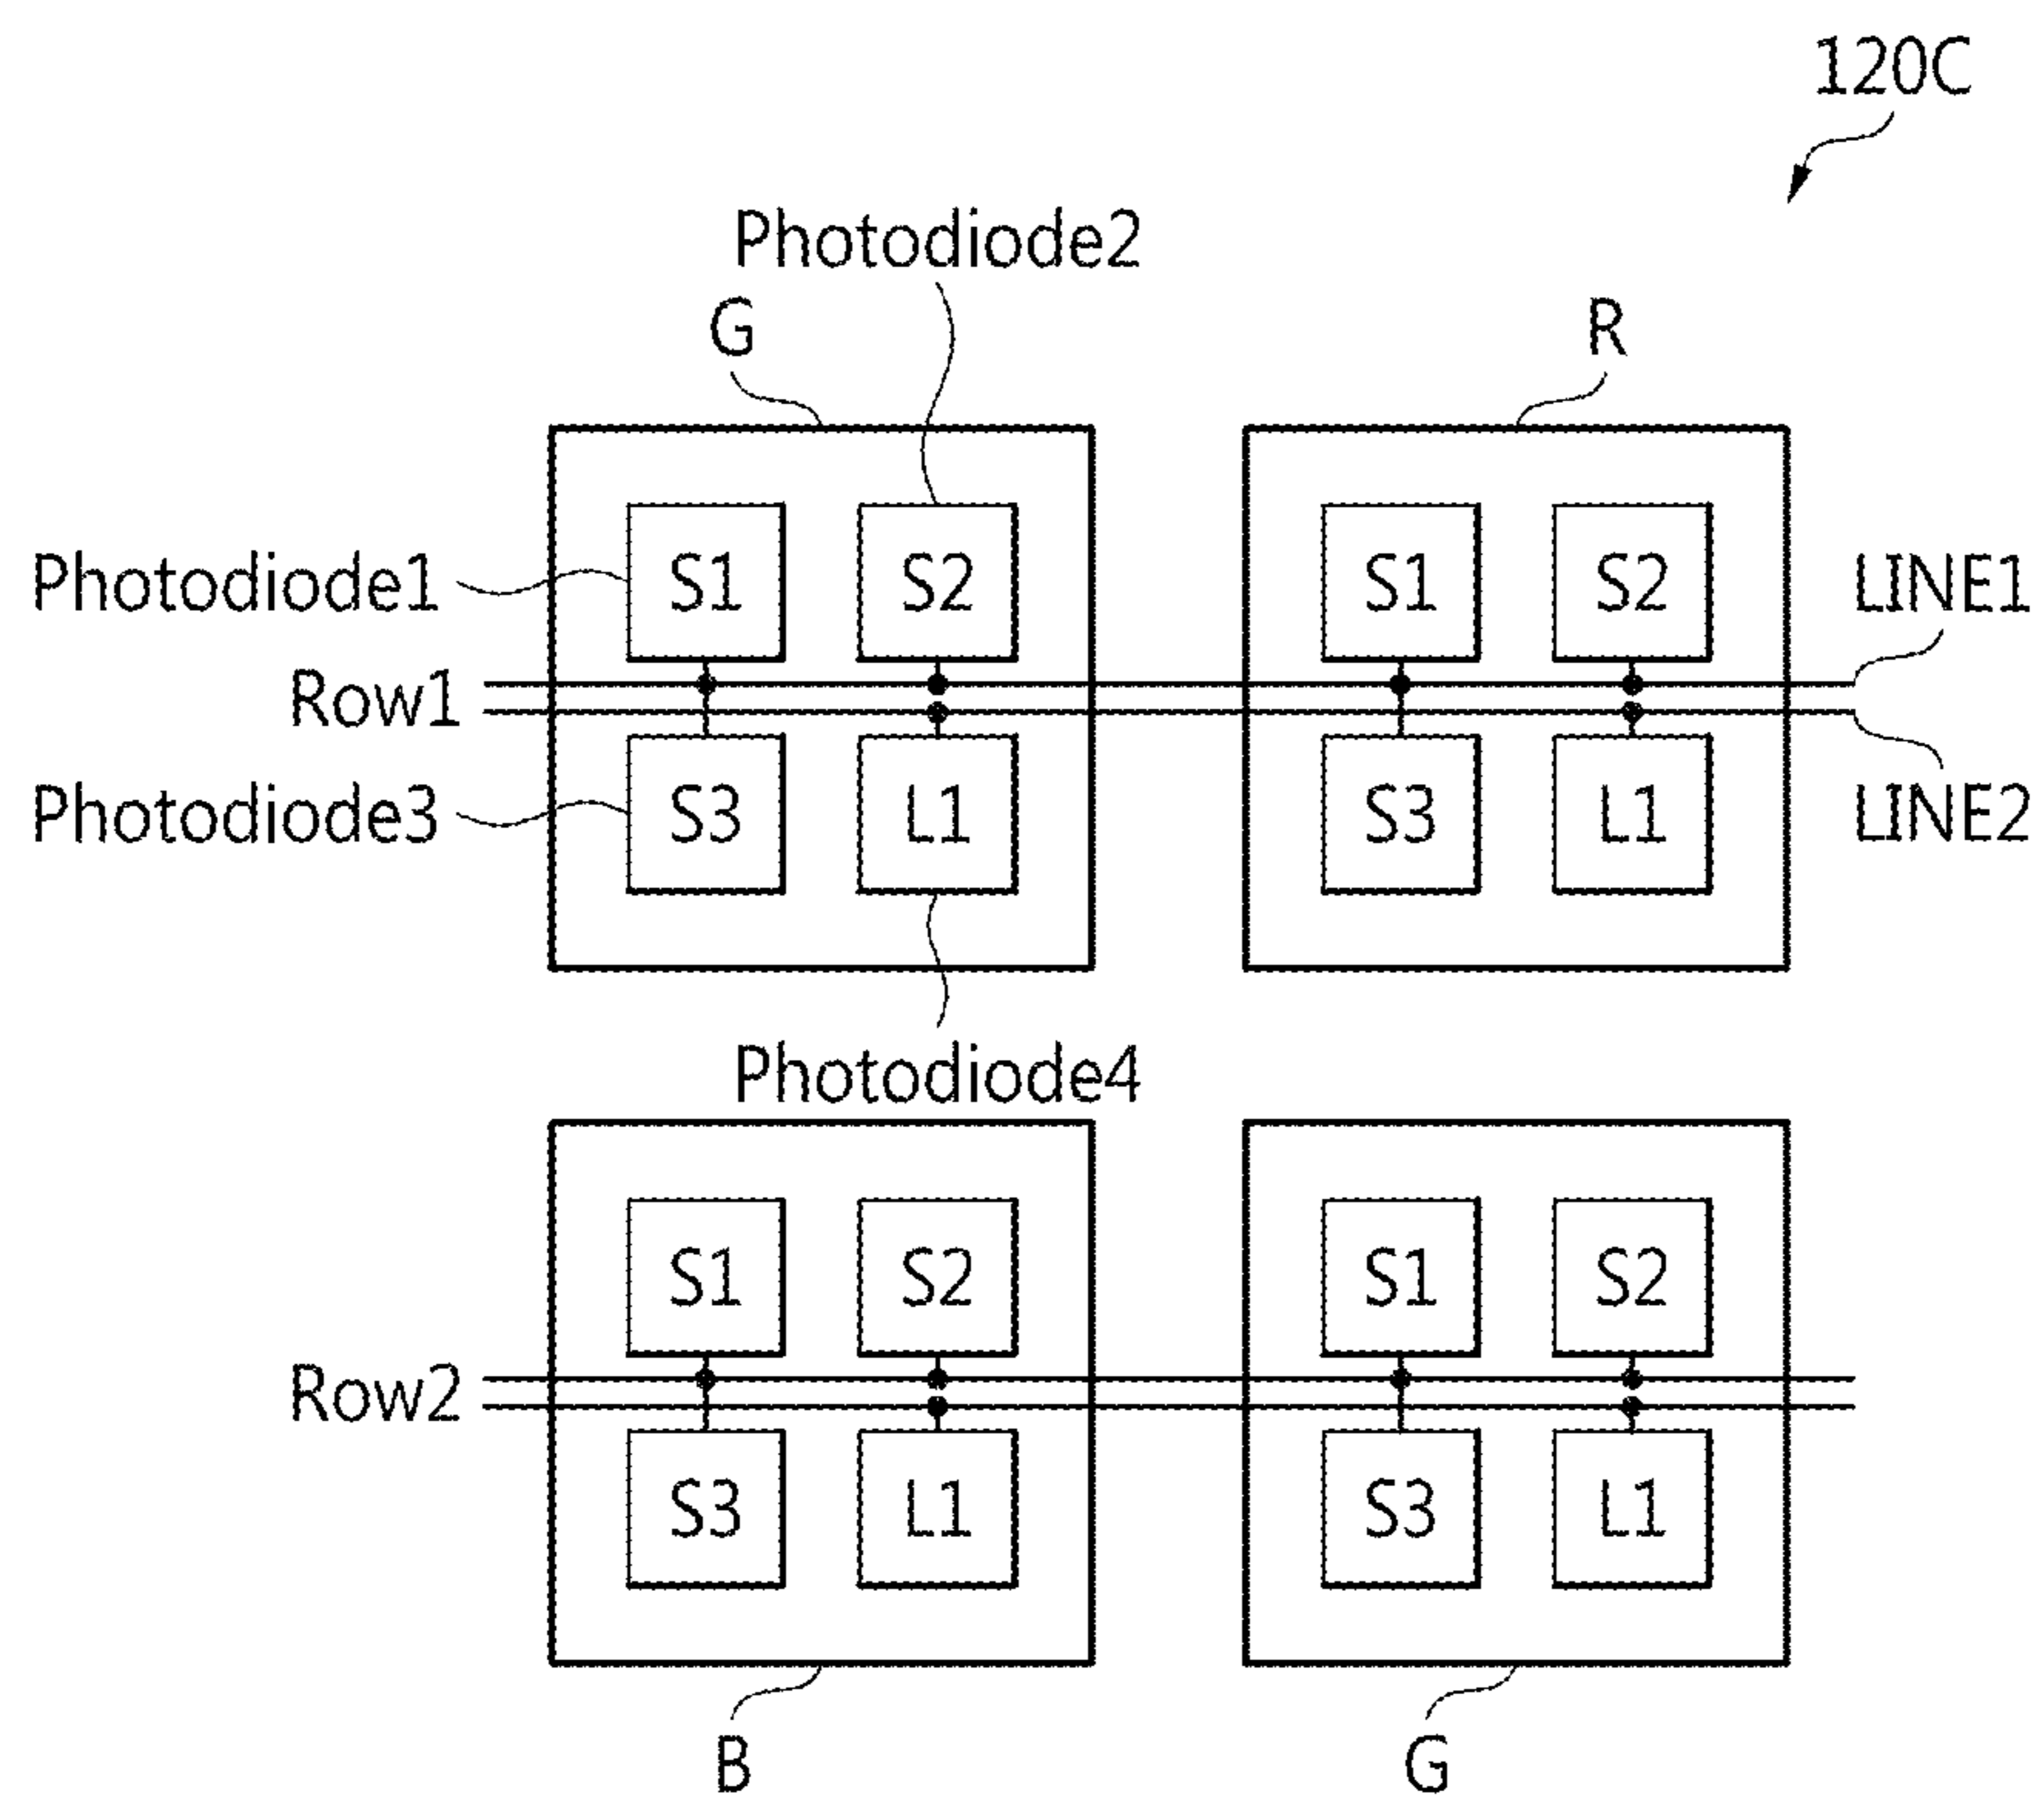 120C
Photodiode2
G R
S1 S2 S1 S2
Photodiode1
LINE1
Row1
S3 L1 S3 L1
Photodiode3
LINE2
Photodiode4
S1 S2 S1 S2
Row2
S3 L1 S3 L1
B G